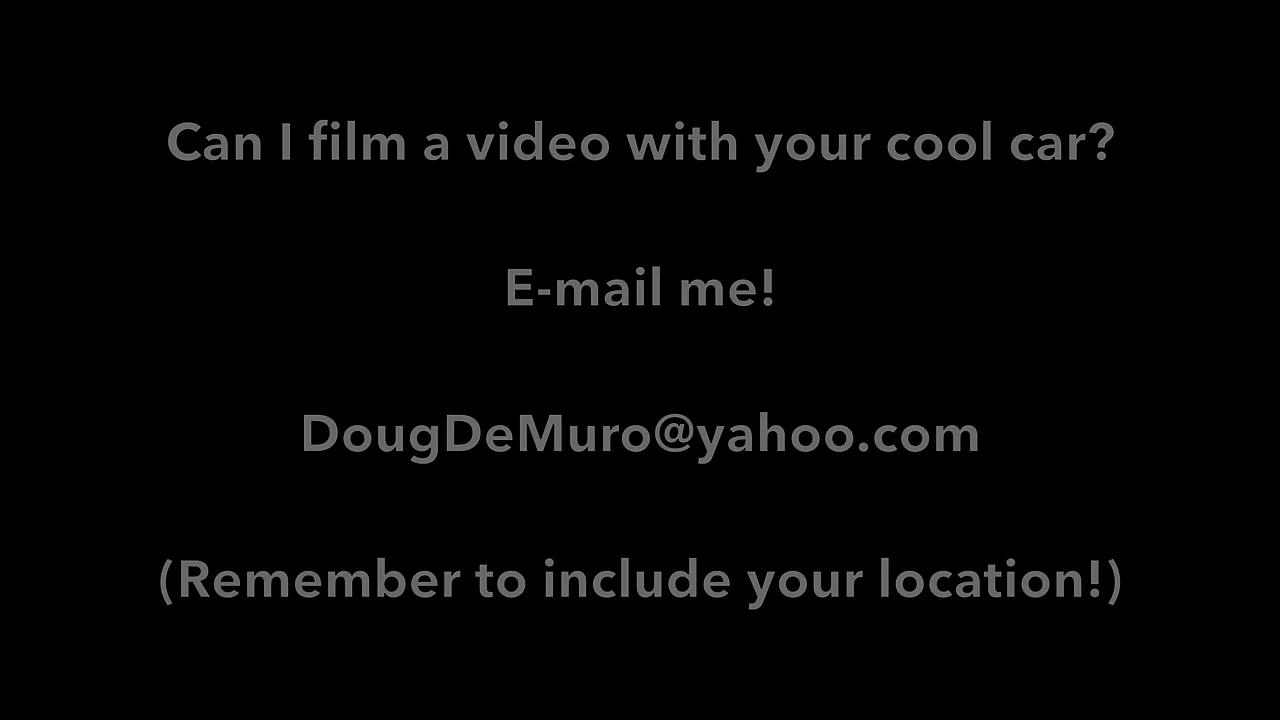 Can I film a video with your cool car?
E-mail me!
DougDeMuro@yahoo.com
(Remember to include your location!)